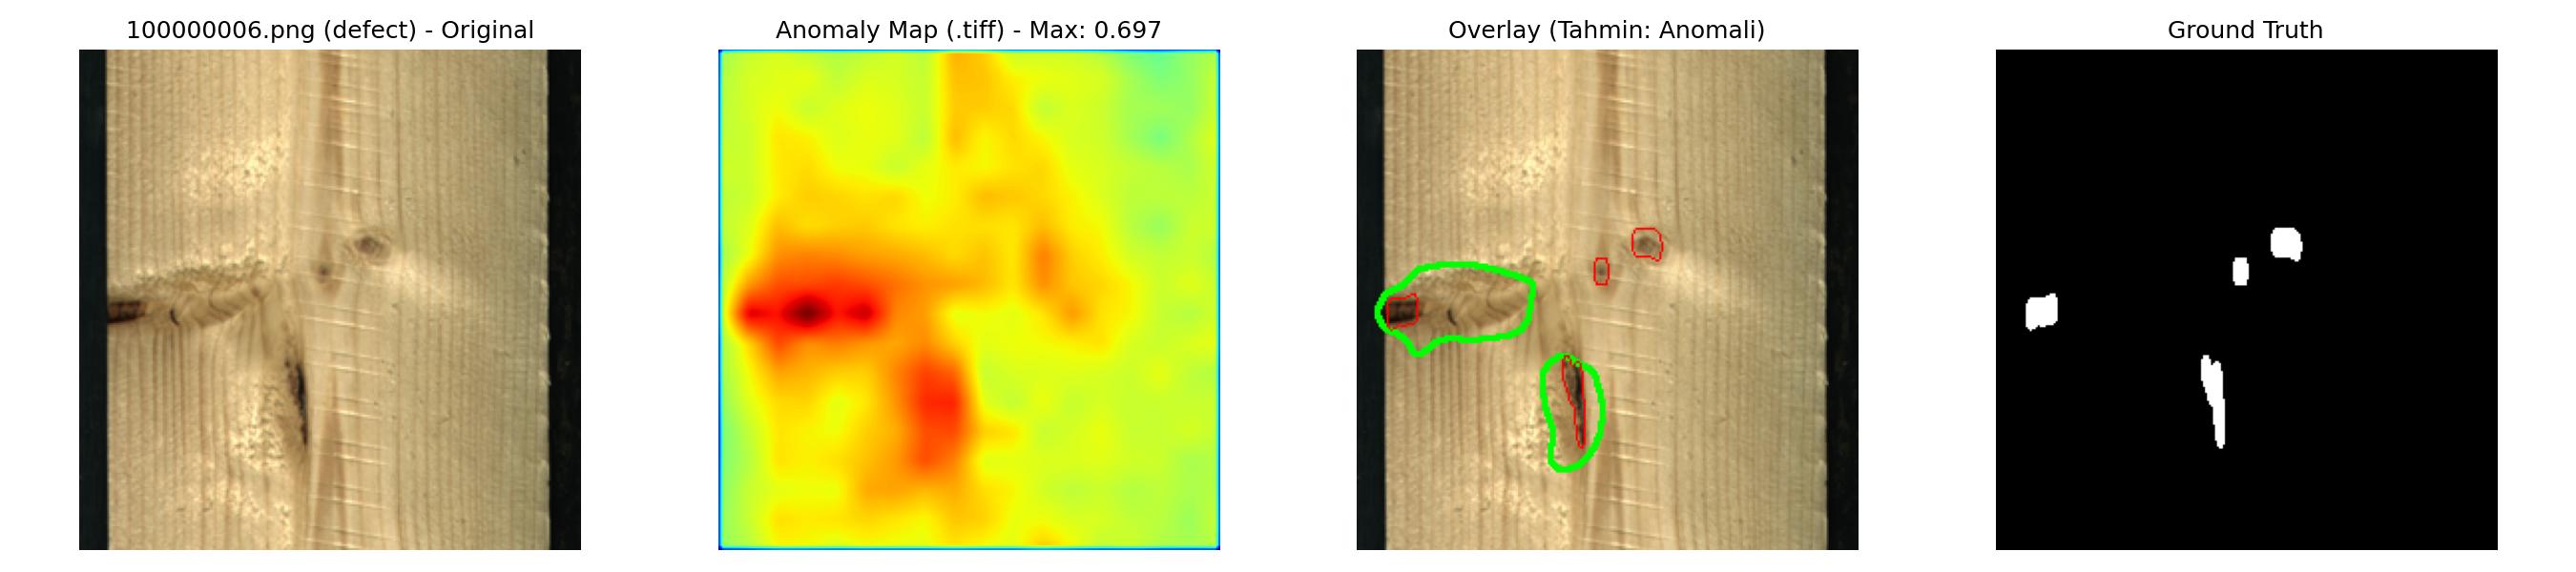 100000006.png (defect) - Original
Anomaly Map (.tiff) - Max: 0.697
Overlay (Tahmin: Anomali)
Ground Truth